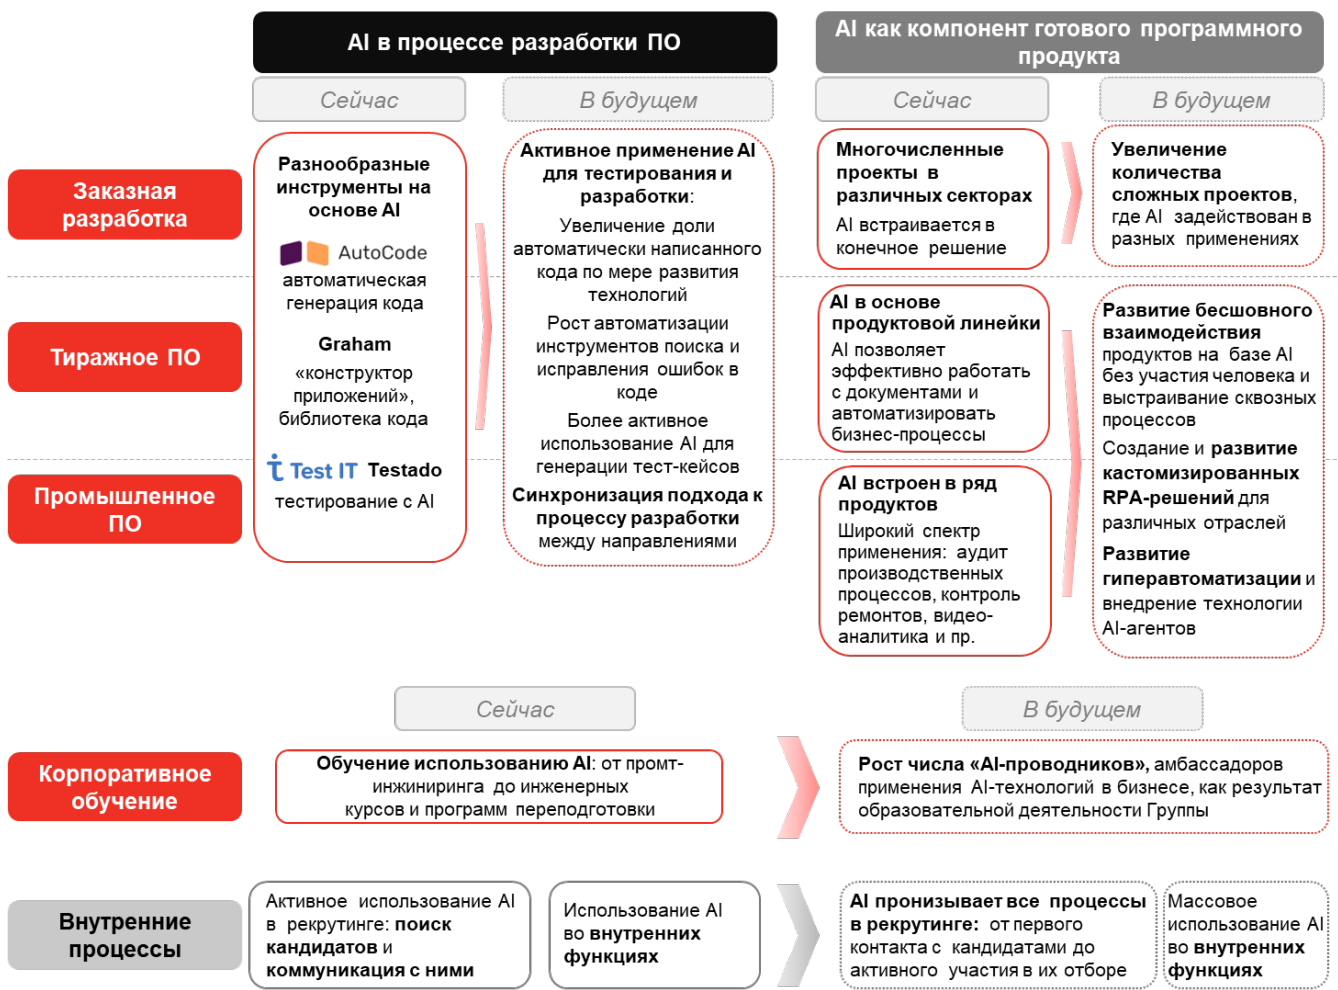 AI в процессе разработки ПО
AI как компонент готового программного
продукта
Сейчас
В будущем
Сейчас
В будущем
Заказная
разработка
Тиражное ПО
Промышленное
ПО
Разнообразные
инструменты на
основе AI
AutoCode
автоматическая
генерация кода
Graham
«конструктор
приложений»,
библиотека кода
Test IT Testado
тестирование с AI
Активное применение AI
для тестирования и
разработки:
Увеличение доли
автоматически написанного
кода по мере развития
технологий
Рост автоматизации
инструментов поиска и
исправления ошибок в
коде
Более активное
использование AI для
генерации тест-кейсов
Синхронизация подхода к
процессу разработки
между направлениями
Многочисленные
проекты в
различных секторах
AI встраивается в
конечное решение
Увеличение
количества
сложных проектов,
где AI задействован в
разных применениях
AI в основе
продуктовой линейки
AI позволяет
эффективно работать
с документами и
автоматизировать
бизнес-процессы
AI встроен в ряд
продуктов
Широкий спектр
применения: аудит
производственных
процессов, контроль
ремонтов, видео-
аналитика и пр.
Развитие бесшовного
взаимодействия
продуктов на базе AI
без участия человека и
выстраивание сквозных
процессов
Создание и развитие
кастомизированных
RPA-решений для
различных отраслей
Развитие
гиперавтоматизации и
внедрение технологии
AI-агентов
Сейчас
В будущем
Корпоративное
обучение
Обучение использованию AI: от промт-
инжиниринга до инженерных
курсов и программ переподготовки
Рост числа «AI-проводников», амбассадоров
применения AI-технологий в бизнесе, как результат
образовательной деятельности Группы
Внутренние
процессы
Активное использование AI
в рекрутинге: поиск
кандидатов и
коммуникация с ними
Использование AI
во внутренних
функциях
AI пронизывает все процессы
в рекрутинге: от первого
контакта с кандидатами до
активного участия в их отборе
Массовое
использование AI
во внутренних
функциях